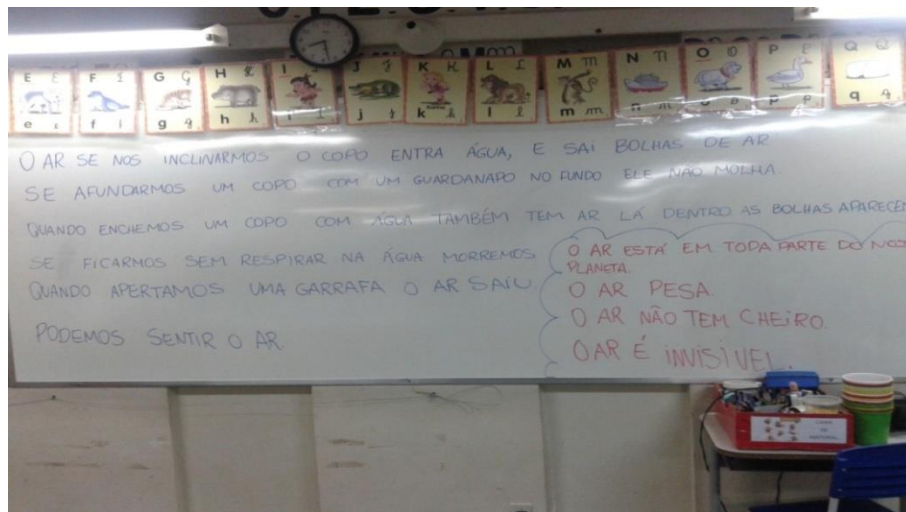 E F G H I J K L M N O P Q
e f g h i j k l m n o p q
O AR SE NOS INCLINARMOS O COPO ENTRA ÁGUA, E SAI BOLHAS DE AR
SE AFUNDARMOS UM COPO COM UM GUARDANAPO NO FUNDO ELE NÃO MOLHA.
QUANDO ENCHEMOS UM COPO COM ÁGUA TAMBÉM TEM AR LÁ DENTRO AS BOLHAS APARECEM
SE FICARMOS SEM RESPIRAR NA ÁGUA MORREMOS
QUANDO APERTAMOS UMA GARRAFA O AR SAIU.
PODEMOS SENTIR O AR
O AR ESTÁ EM TODA PARTE DO NOSS
PLANETA.
O AR PESA.
O AR NÃO TEM CHEIRO.
O AR É INVISÍVEL.